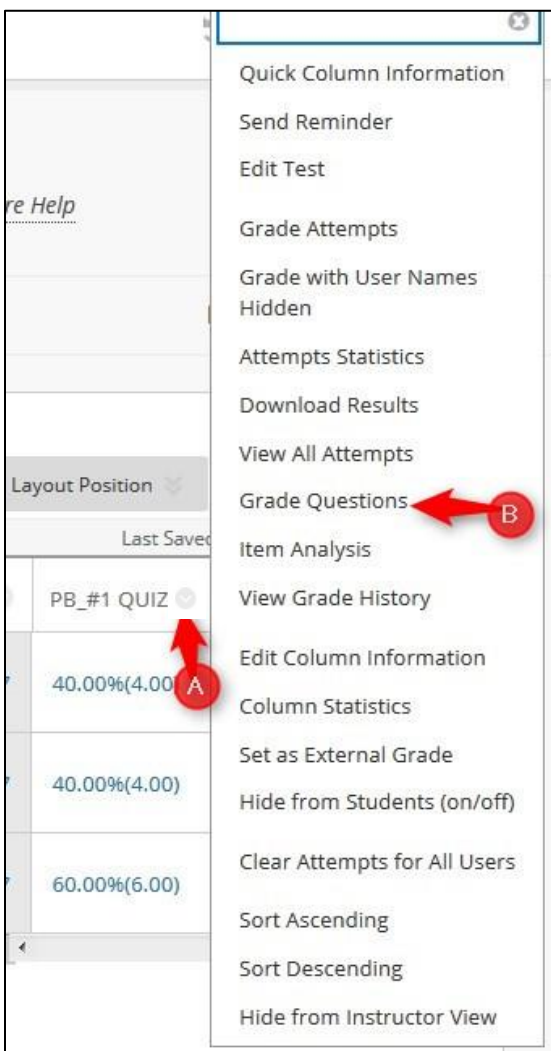 Quick Column Information
Send Reminder
Edit Test
re Help
Grade Attempts
Grade with User Names
Hidden
Attempts Statistics
Download Results
View All Attempts
Layout Position
Grade Questions
B
Last Saved
Item Analysis
PB_#1 QUIZ
View Grade History
Edit Column Information
40.00%(4.00
A
Column Statistics
Set as External Grade
40.00%(4.00)
Hide from Students (on/off)
Clear Attempts for All Users
60.00%(6.00)
Sort Ascending
Sort Descending
Hide from Instructor View